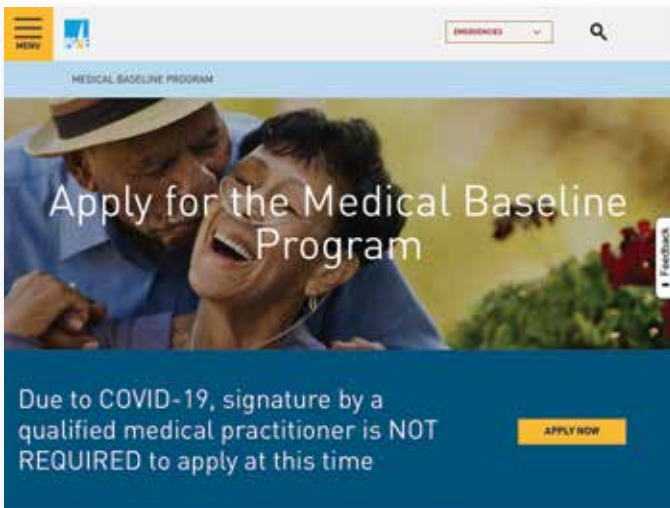 MENU
EMERGENCIES
MEDICAL BASELINE PROGRAM
Apply for the Medical Baseline
Program
Feedback
Due to COVID-19, signature by a
qualified medical practitioner is NOT
REQUIRED to apply at this time
APPLY NOW